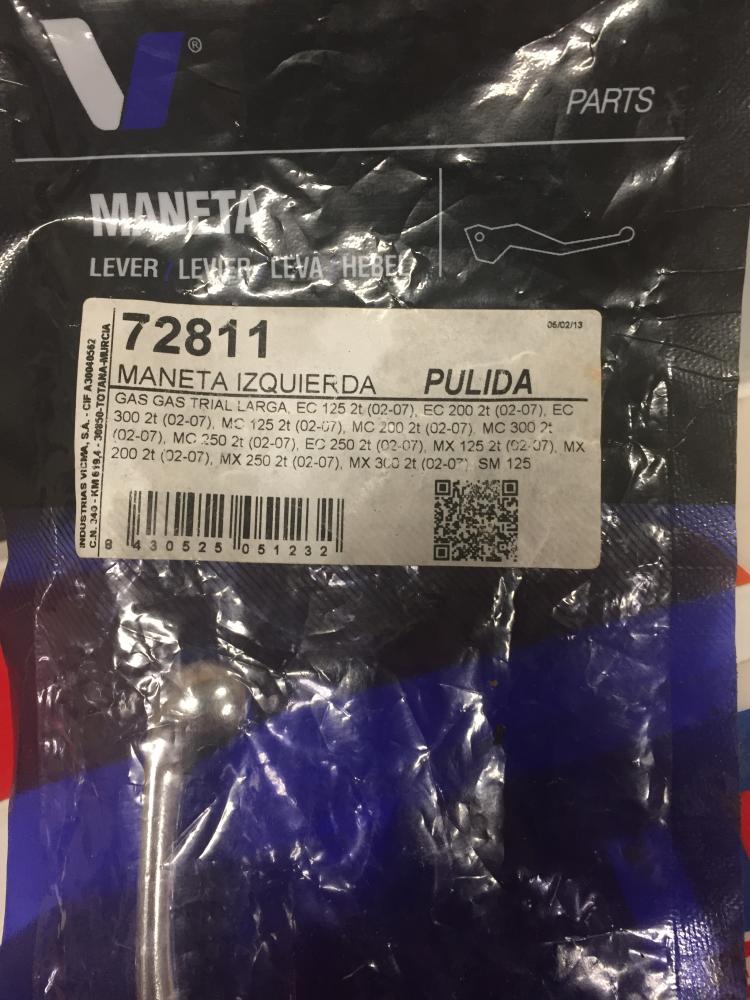 ®
PARTS
MANETA
LEVER / LEVIER / LEVA / HEBEL
72811
06/02/13
MANETA IZQUIERDA PULIDA
GAS GAS TRIAL LARGA, EC 125 2t (02-07), EC 200 2t (02-07), EC
300 2t (02-07), MC 125 2t (02-07), MC 200 2t (02-07), MC 300 2t
(02-07), MC 250 2t (02-07), EC 250 2t (02-07), MX 125 2t (02-07), MX
200 2t (02-07), MX 250 2t (02-07), MX 300 2t (02-07), SM 125
8 430525 051232
INDUSTRIAS VICMA, S.A. - CIF A30040562
C.N. 340 - KM 619,4 - 30850-TOTANA-MURCIA